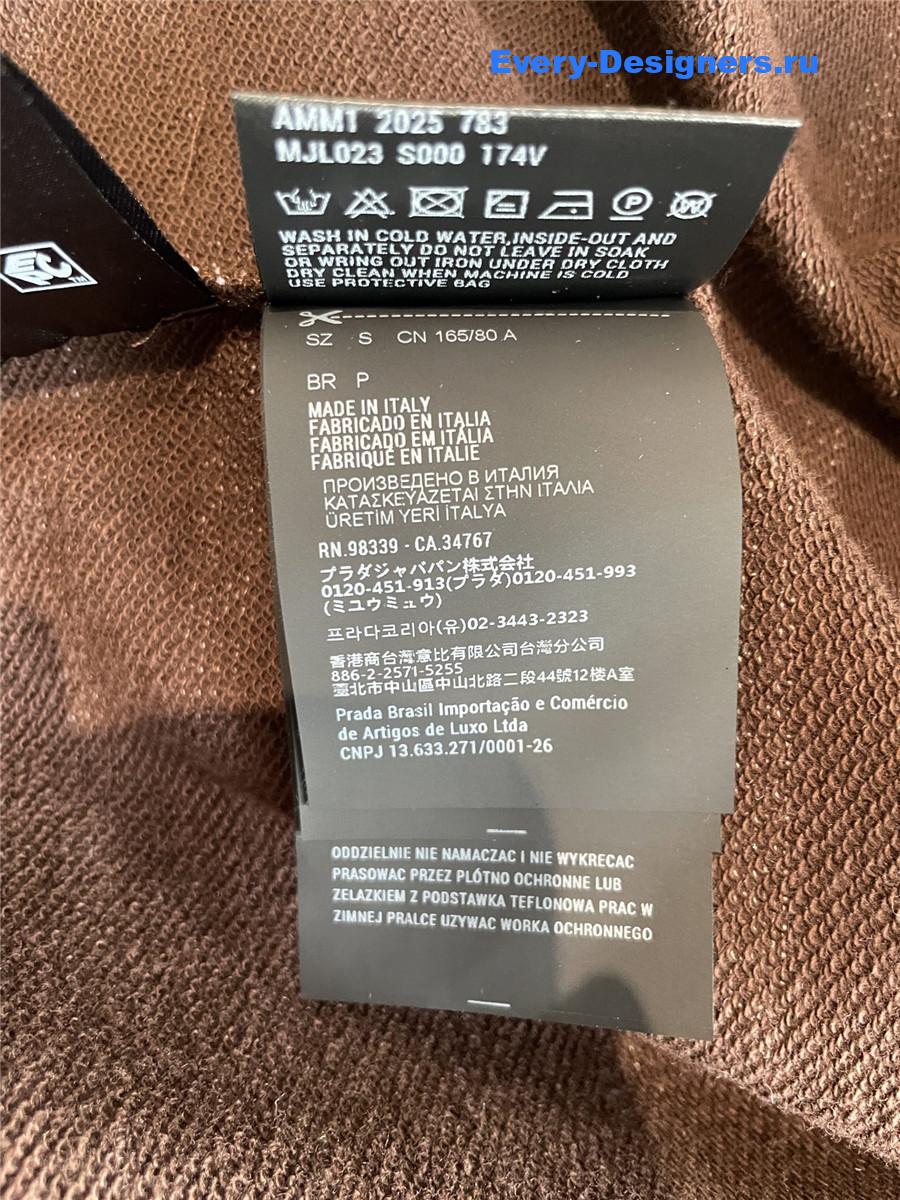 Every-Designers.ru
AMM1 2025 783
MJL023 S000 174V
WASH IN COLD WATER,INSIDE-OUT AND
SEPARATELY DO NOT LEAVE IN SOAK
OR WRING OUT IRON UNDER DRY CLOTH
DRY CLEAN WHEN MACHINE IS COLD
USE PROTECTIVE BAG
SZ S CN 165/80 A
BR P
MADE IN ITALY
FABRICADO EN ITALIA
FABRICADO EM ITÁLIA
FABRIQUÉ EN ITALIE
ПРОИЗВЕДЕНО В ИТАЛИЯ
ΚΑΤΑΣΚΕΥΑΖΕΤΑΙ ΣΤΗΝ ΙΤΑΛΙΑ
ÜRETİM YERİ İTALYA
RN.98339 - CA.34767
プラダジャパバン株式会社
0120-451-913(プラダ)0120-451-993
(ミユウミュウ)
프라다코리아(유)02-3443-2323
香港商台灣意比有限公司台灣分公司
886-2-2571-5255
臺北市中山區中山北路二段44號12楼A室
Prada Brasil Importação e Comércio
de Artigos de Luxo Ltda
CNPJ 13.633.271/0001-26
ODDZIELNIE NIE NAMACZAC I NIE WYKRECAC
PRASOWAC PRZEZ PLÓTNO OCHRONNE LUB
ZELAZKIEM Z PODSTAWKA TEFLONOWA PRAC W
ZIMNEJ PRALCE UZYWAC WORKA OCHRONNEGO